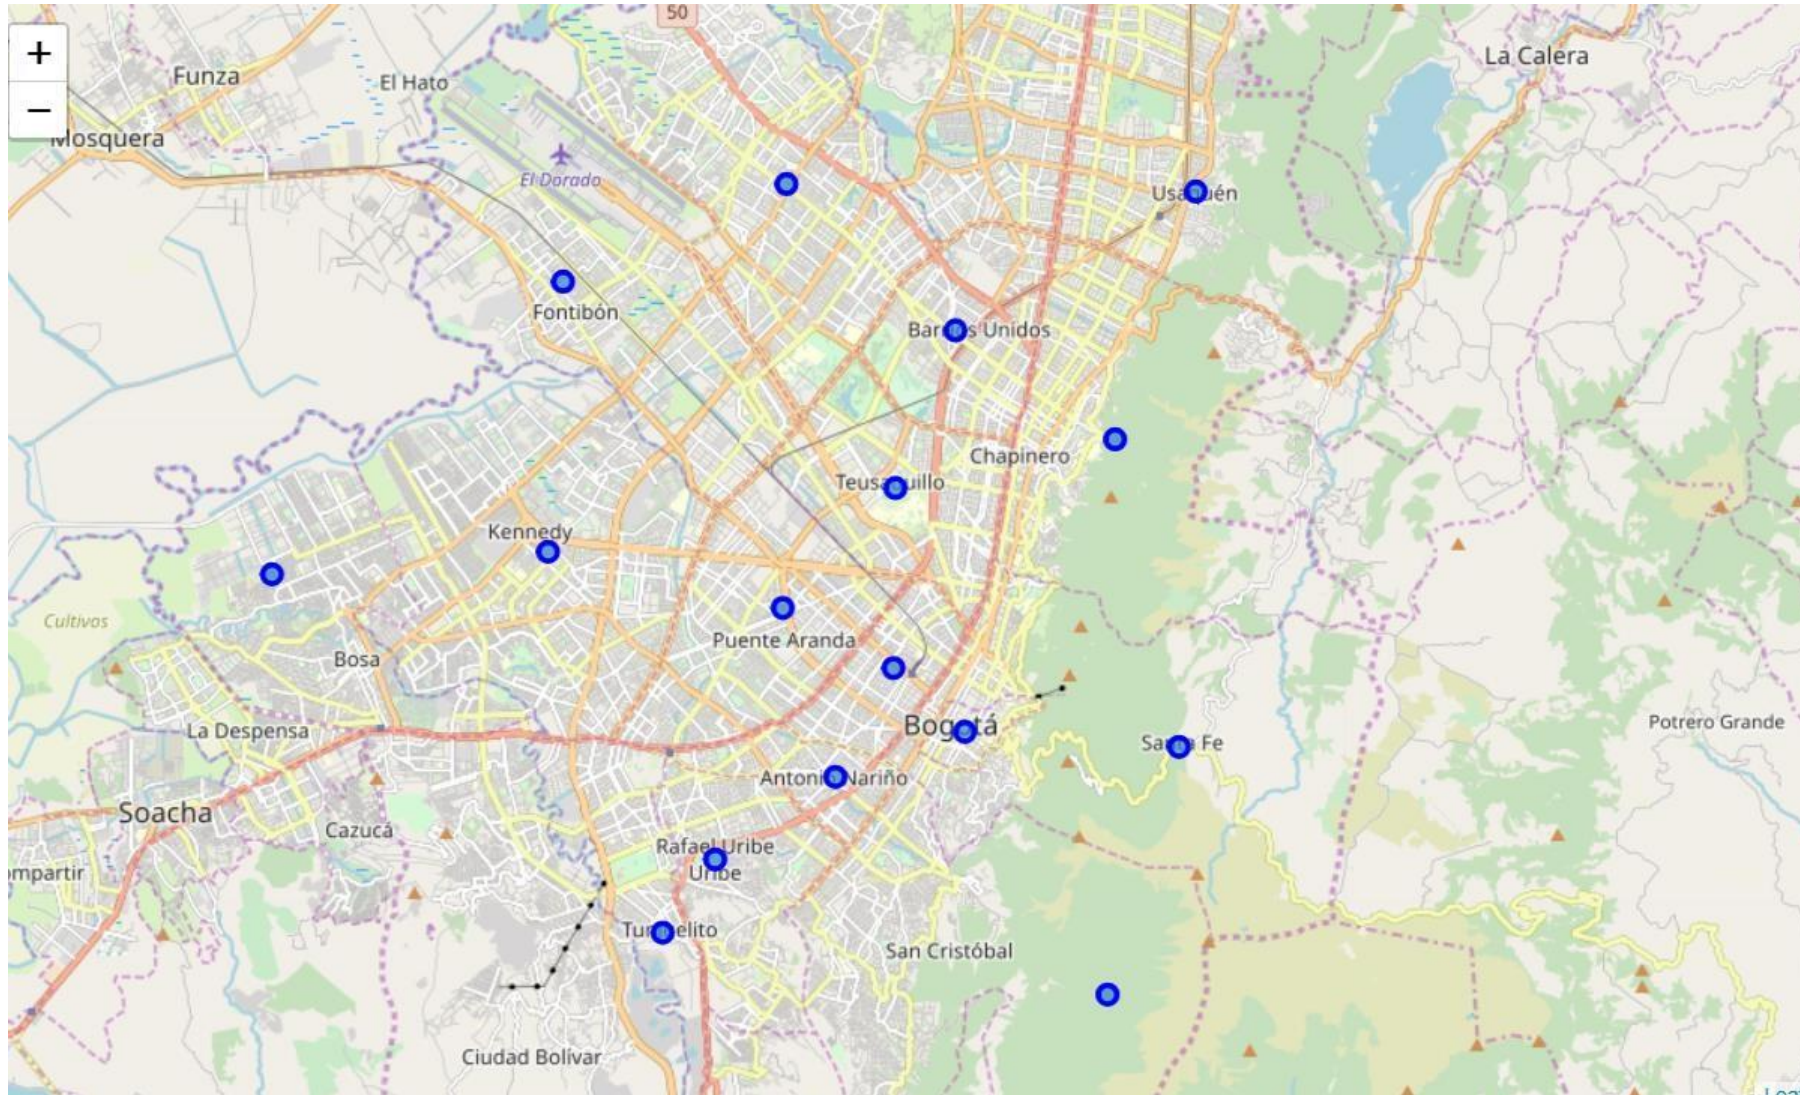 50
La Calera
+
Funza
El Hato
−
Mosquera
El Dorado
Usaquén
Fontibón
Barrios Unidos
Chapinero
Teusaquillo
Kennedy
Cultivos
Puente Aranda
Bosa
Bogotá
Potrero Grande
La Despensa
Santa Fe
Antonio Nariño
Soacha
Cazucá
Rafael Uribe
Uribe
ompartir
Tunjuelito
San Cristóbal
Ciudad Bolívar